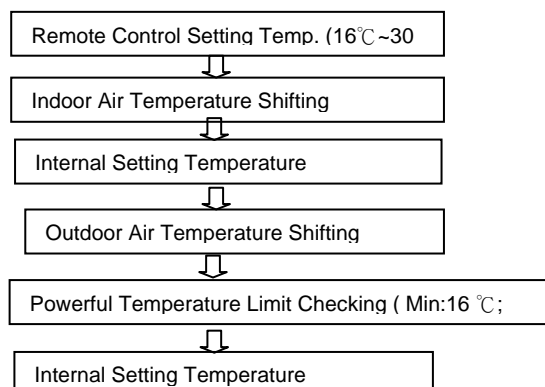 Remote Control Setting Temp. (16℃~30
Indoor Air Temperature Shifting
Internal Setting Temperature
Outdoor Air Temperature Shifting
Powerful Temperature Limit Checking ( Min:16 ℃;
Internal Setting Temperature